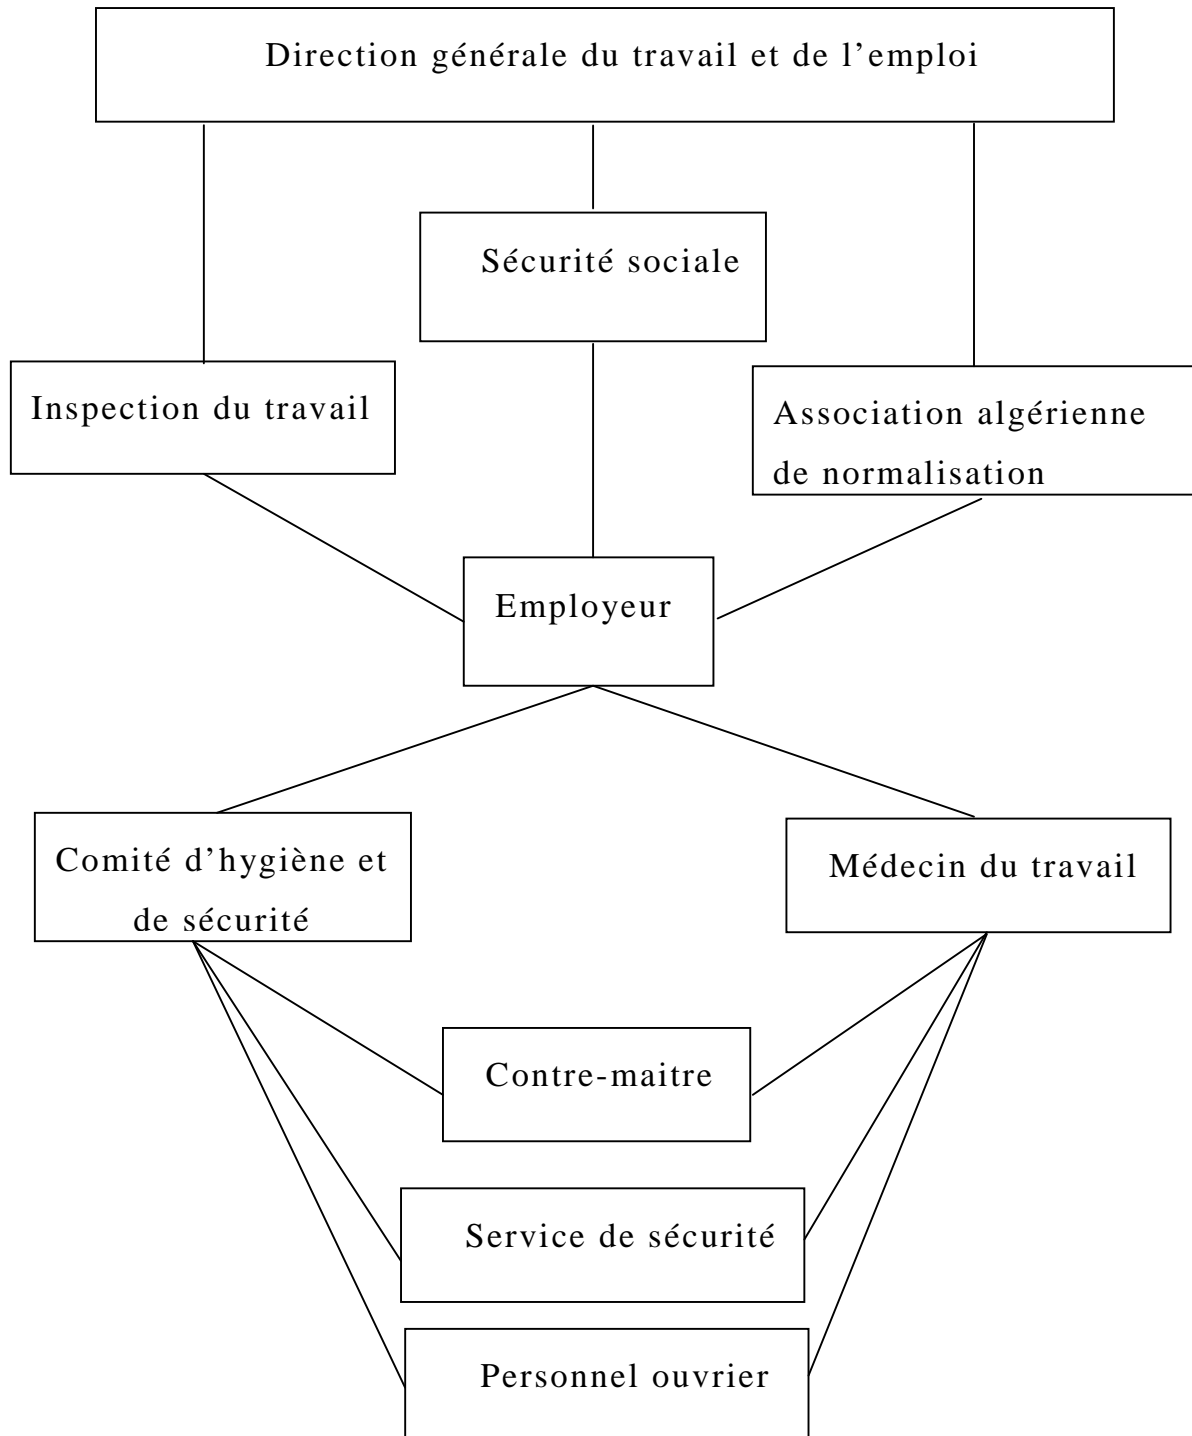 Direction générale du travail et de l’emploi
Sécurité sociale
Inspection du travail
Association algérienne
de normalisation
Employeur
Comité d’hygiène et
de sécurité
Médecin du travail
Contre-maitre
Service de sécurité
Personnel ouvrier